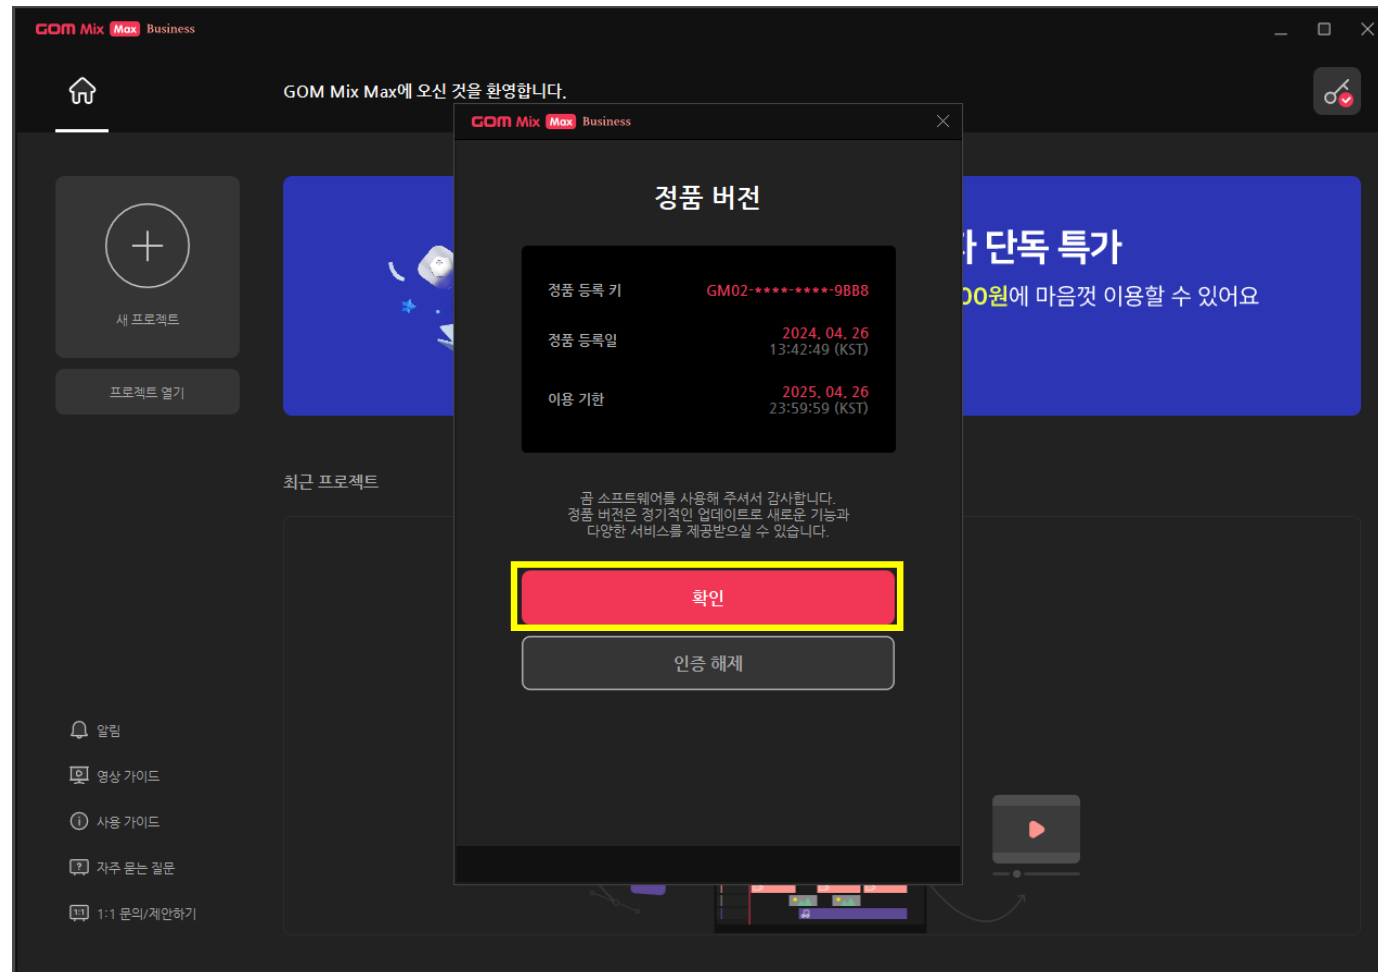 GOM Mix Max Business
GOM Mix Max에 오신 것을 환영합니다.
GOM Mix Max Business
정품 버전
정품 등록 키 GM02-****-****-9BB8
정품 등록일 2024. 04. 26
13:42:49 (KST)
이용 기한 2025. 04. 26
23:59:59 (KST)
곰 소프트웨어를 사용해 주셔서 감사합니다.
정품 버전은 정기적인 업데이트로 새로운 기능과
다양한 서비스를 제공받으실 수 있습니다.
확인
인증 해제
단독 특가
00원에 마음껏 이용할 수 있어요
새 프로젝트
프로젝트 열기
최근 프로젝트
알림
영상 가이드
사용 가이드
자주 묻는 질문
1:1 1:1 문의/제안하기